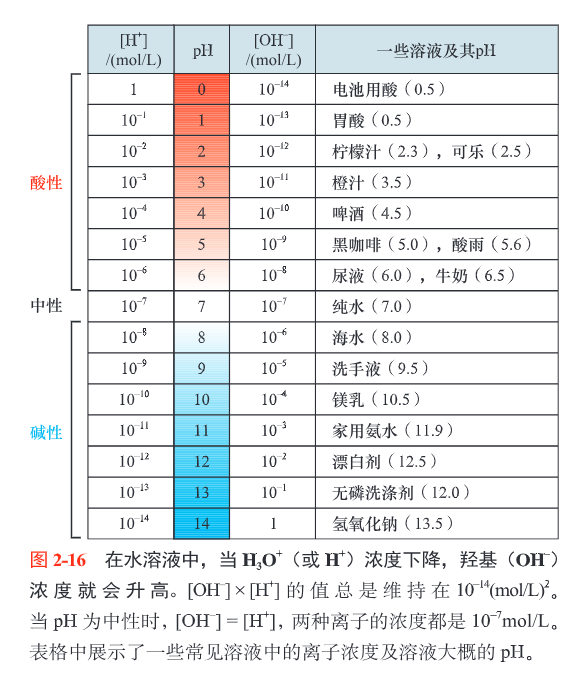 [H⁺] /(mol/L) pH [OH⁻] /(mol/L) 一些溶液及其pH
酸性
1 0 10⁻¹⁴ 电池用酸（0.5）
10⁻¹ 1 10⁻¹³ 胃酸（0.5）
10⁻² 2 10⁻¹² 柠檬汁（2.3），可乐（2.5）
10⁻³ 3 10⁻¹¹ 橙汁（3.5）
10⁻⁴ 4 10⁻¹⁰ 啤酒（4.5）
10⁻⁵ 5 10⁻⁹ 黑咖啡（5.0），酸雨（5.6）
10⁻⁶ 6 10⁻⁸ 尿液（6.0），牛奶（6.5）
中性 10⁻⁷ 7 10⁻⁷ 纯水（7.0）
碱性
10⁻⁸ 8 10⁻⁶ 海水（8.0）
10⁻⁹ 9 10⁻⁵ 洗手液（9.5）
10⁻¹⁰ 10 10⁻⁴ 镁乳（10.5）
10⁻¹¹ 11 10⁻³ 家用氨水（11.9）
10⁻¹² 12 10⁻² 漂白剂（12.5）
10⁻¹³ 13 10⁻¹ 无磷洗涤剂（12.0）
10⁻¹⁴ 14 1 氢氧化钠（13.5）
图 2-16 在水溶液中，当 H₃O⁺（或 H⁺）浓度下降，羟基（OH⁻）
浓度就会升高。[OH⁻]×[H⁺] 的值总是维持在 10⁻¹⁴(mol/L)²。
当 pH 为中性时，[OH⁻] = [H⁺]，两种离子的浓度都是 10⁻⁷mol/L。
表格中展示了一些常见溶液中的离子浓度及溶液大概的 pH。